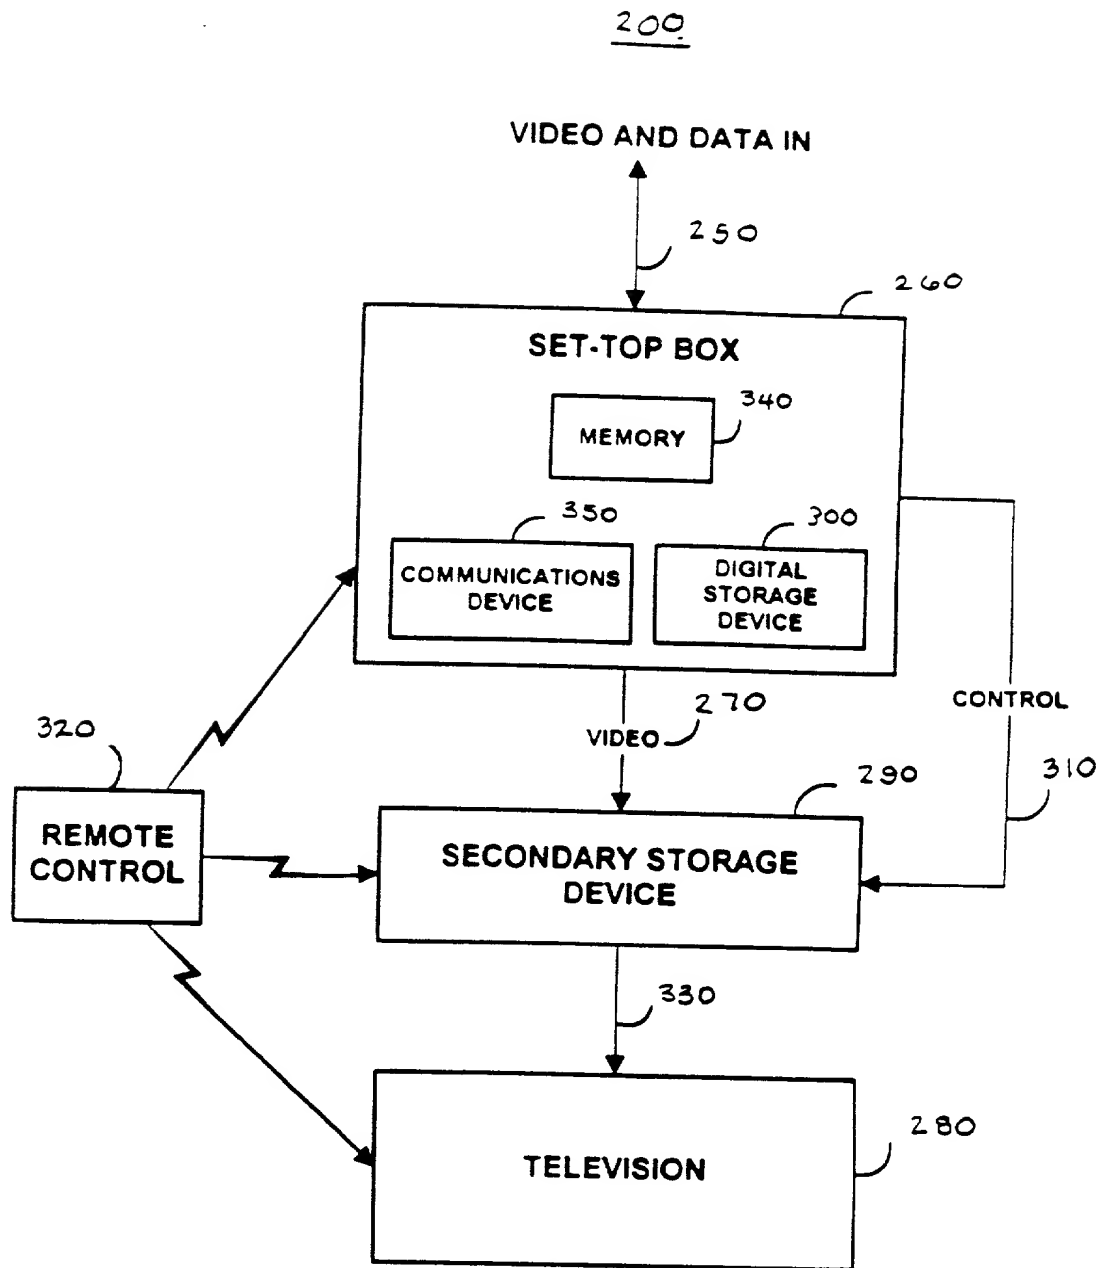 200
VIDEO AND DATA IN
250
260
SET-TOP BOX
340
MEMORY
350
300
COMMUNICATIONS
DEVICE
DIGITAL
STORAGE
DEVICE
270
VIDEO
CONTROL
320
290
310
REMOTE
CONTROL
SECONDARY STORAGE
DEVICE
330
280
TELEVISION